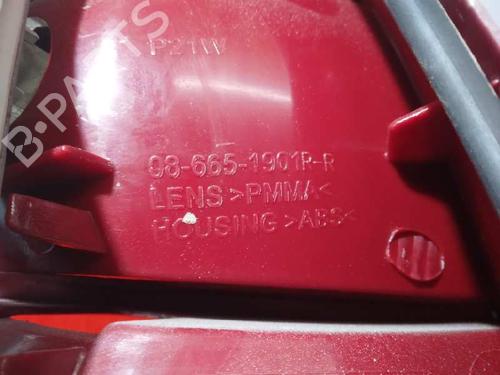 B-PARTS
P21W
98-665-1901R-R
LENS >PMMA<
HOUSING >ABS<